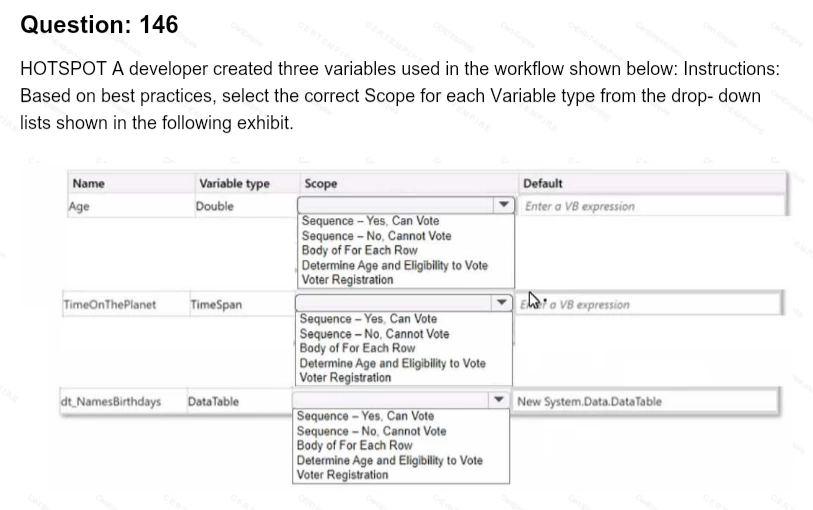 Question: 146
HOTSPOT A developer created three variables used in the workflow shown below: Instructions:
Based on best practices, select the correct Scope for each Variable type from the drop- down
lists shown in the following exhibit.
Name Variable type Scope Default
Age Double Enter a VB expression
Sequence – Yes, Can Vote
Sequence – No, Cannot Vote
Body of For Each Row
Determine Age and Eligibility to Vote
Voter Registration
TimeOnThePlanet TimeSpan a VB expression
Sequence – Yes, Can Vote
Sequence – No, Cannot Vote
Body of For Each Row
Determine Age and Eligibility to Vote
Voter Registration
dt_NamesBirthdays DataTable New System.Data.DataTable
Sequence – Yes, Can Vote
Sequence – No, Cannot Vote
Body of For Each Row
Determine Age and Eligibility to Vote
Voter Registration